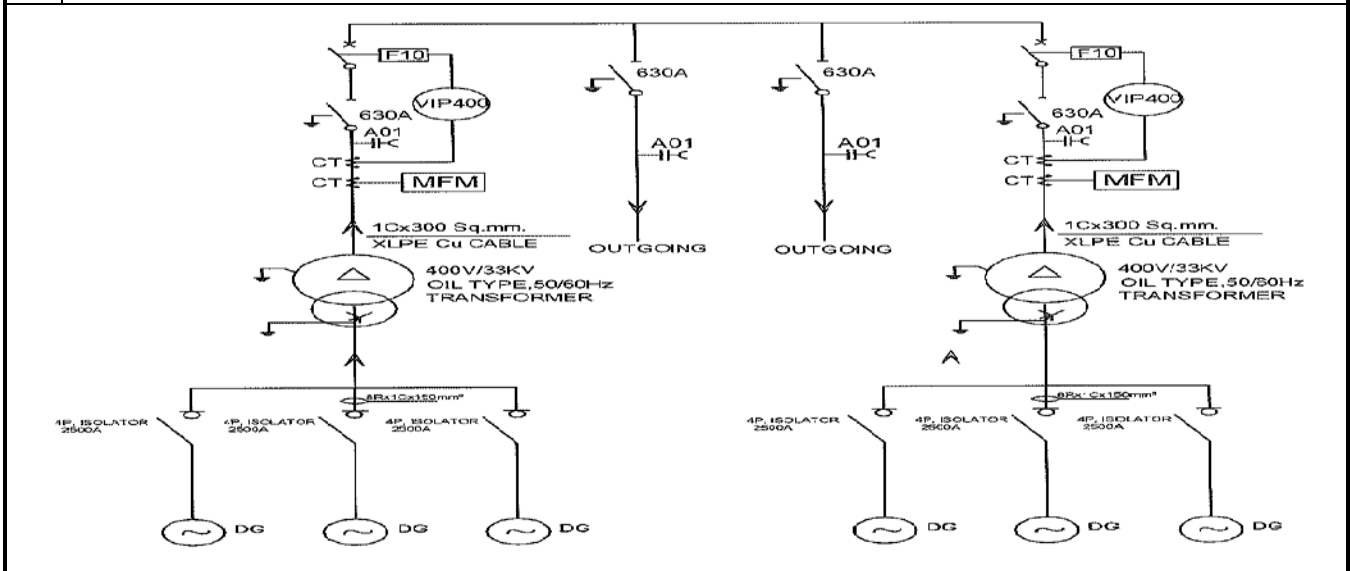 F10
VIP400
630A
A01
CT
CT
MFM
1Cx300 Sq.mm.
XLPE Cu CABLE
400V/33KV
OIL TYPE,50/60Hz
TRANSFORMER
630A
A01
OUTGOING
630A
A01
OUTGOING
F10
VIP400
630A
A01
CT
CT
MFM
1Cx300 Sq.mm.
XLPE Cu CABLE
400V/33KV
OIL TYPE,50/60Hz
TRANSFORMER
8Rx1Cx150mm²
4P, ISOLATOR
2500A
4P, ISOLATOR
2500A
4P, ISOLATOR
2500A
DG
DG
DG
8Rx1Cx150mm²
4P, ISOLATOR
2500A
4P, ISOLATOR
2500A
4P, ISOLATOR
2500A
DG
DG
DG